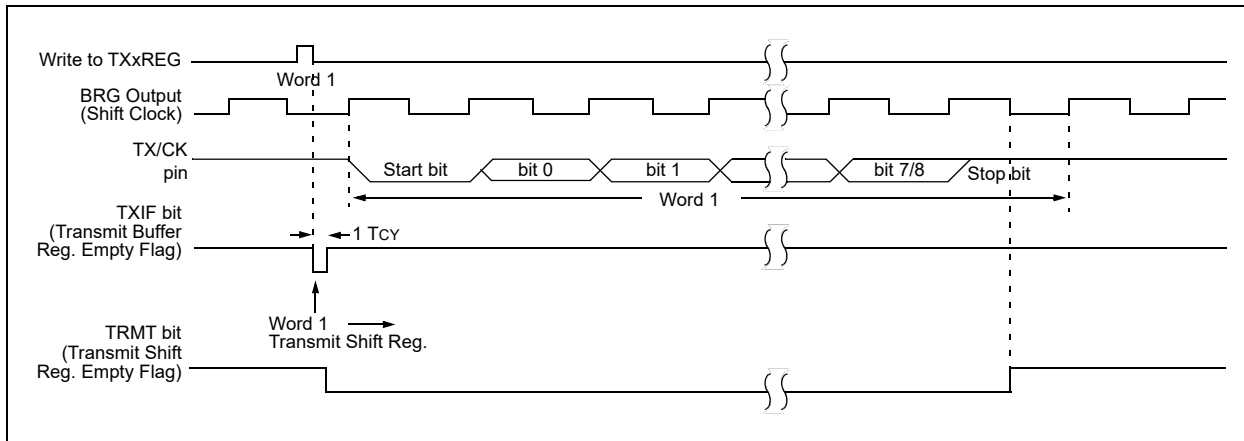 Write to TXxREG
Word 1
BRG Output
(Shift Clock)
TX/CK
pin
Start bit
bit 0
bit 1
bit 7/8
Stop bit
Word 1
TXIF bit
(Transmit Buffer
Reg. Empty Flag)
1 TCY
Word 1
Transmit Shift Reg.
TRMT bit
(Transmit Shift
Reg. Empty Flag)